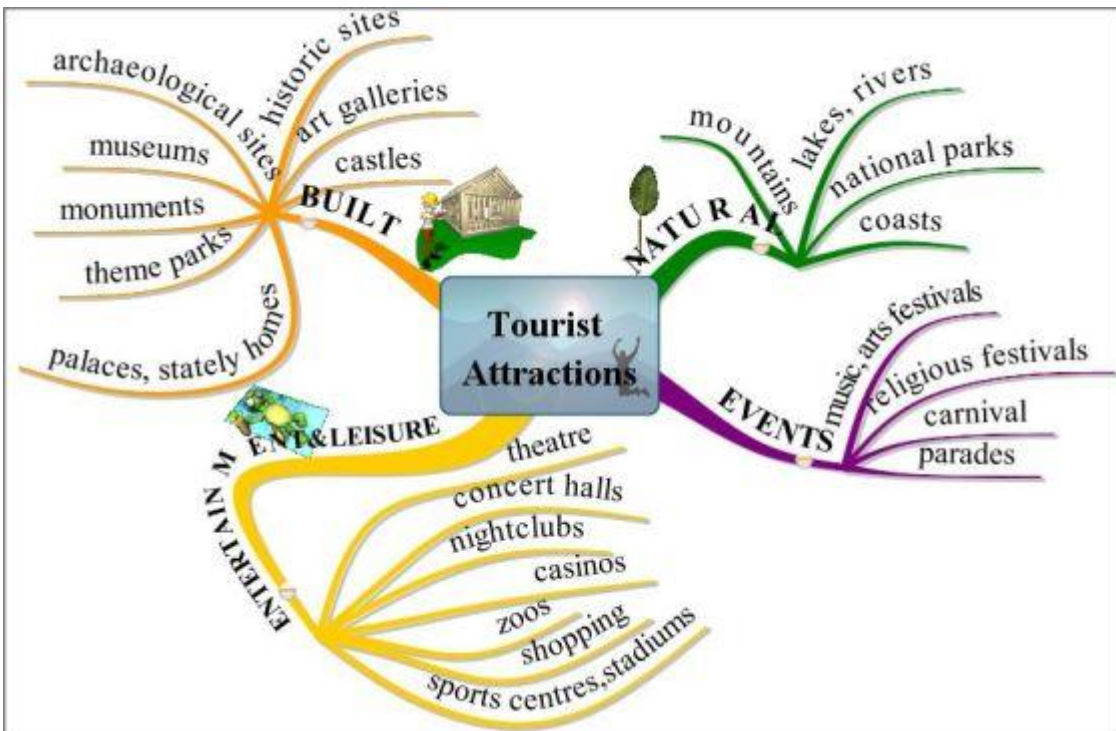 Tourist
Attractions
BUILT
historic sites
archaeological sites
art galleries
museums
castles
monuments
theme parks
palaces, stately homes
NATURAL
mountains
lakes, rivers
national parks
coasts
EVENTS
music, arts festivals
religious festivals
carnival
parades
ENTERTAINMENT&LEISURE
theatre
concert halls
nightclubs
casinos
zoos
shopping
sports centres,stadiums